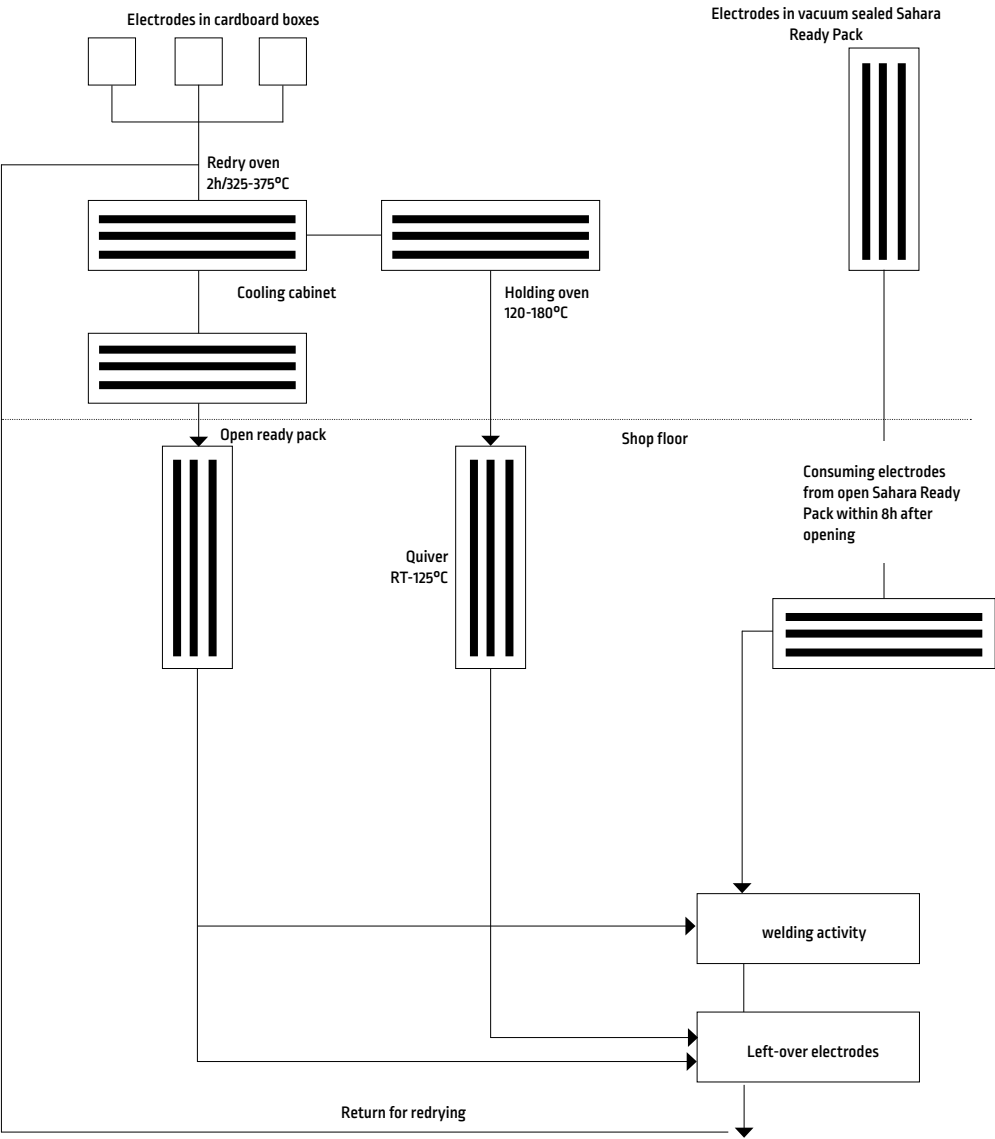 Electrodes in cardboard boxes
Electrodes in vacuum sealed Sahara
Ready Pack
Redry oven
2h/325-375°C
Cooling cabinet
Holding oven
120-180°C
Open ready pack
Shop floor
Consuming electrodes
from open Sahara Ready
Pack within 8h after
opening
Quiver
RT-125°C
welding activity
Left-over electrodes
Return for redrying